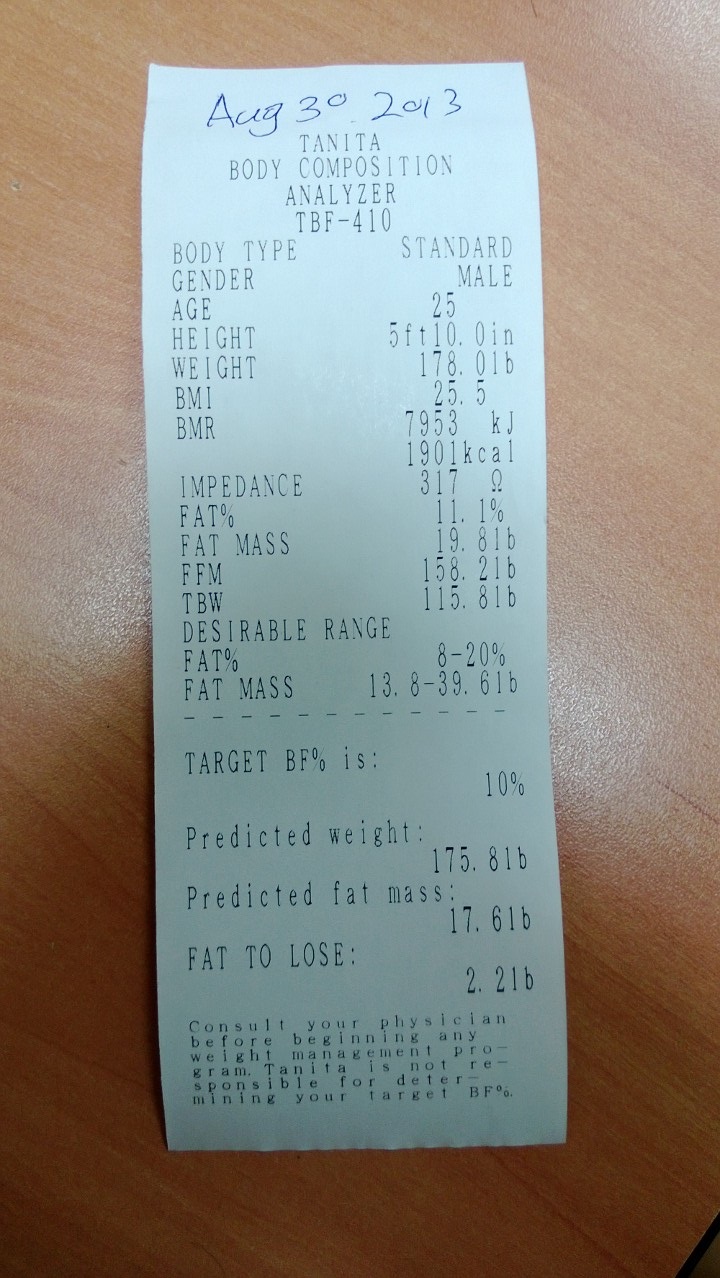 Aug 30. 2013
TANITA
BODY COMPOSITION
ANALYZER
TBF-410
BODY TYPE STANDARD
GENDER MALE
AGE 25
HEIGHT 5ft10.0in
WEIGHT 178.0lb
BMI 25.5
BMR 7953 kJ
1901kcal
IMPEDANCE 317 Ω
FAT% 11.1%
FAT MASS 19.8lb
FFM 158.2lb
TBW 115.8lb
DESIRABLE RANGE
FAT% 8-20%
FAT MASS 13.8-39.6lb
- - - - - - - - - - - -
TARGET BF% is:
10%
Predicted weight:
175.8lb
Predicted fat mass:
17.6lb
FAT TO LOSE:
2.2lb
Consult your physician
before beginning any
weight management pro-
gram. Tanita is not re-
sponsible for deter-
mining your target BF%.